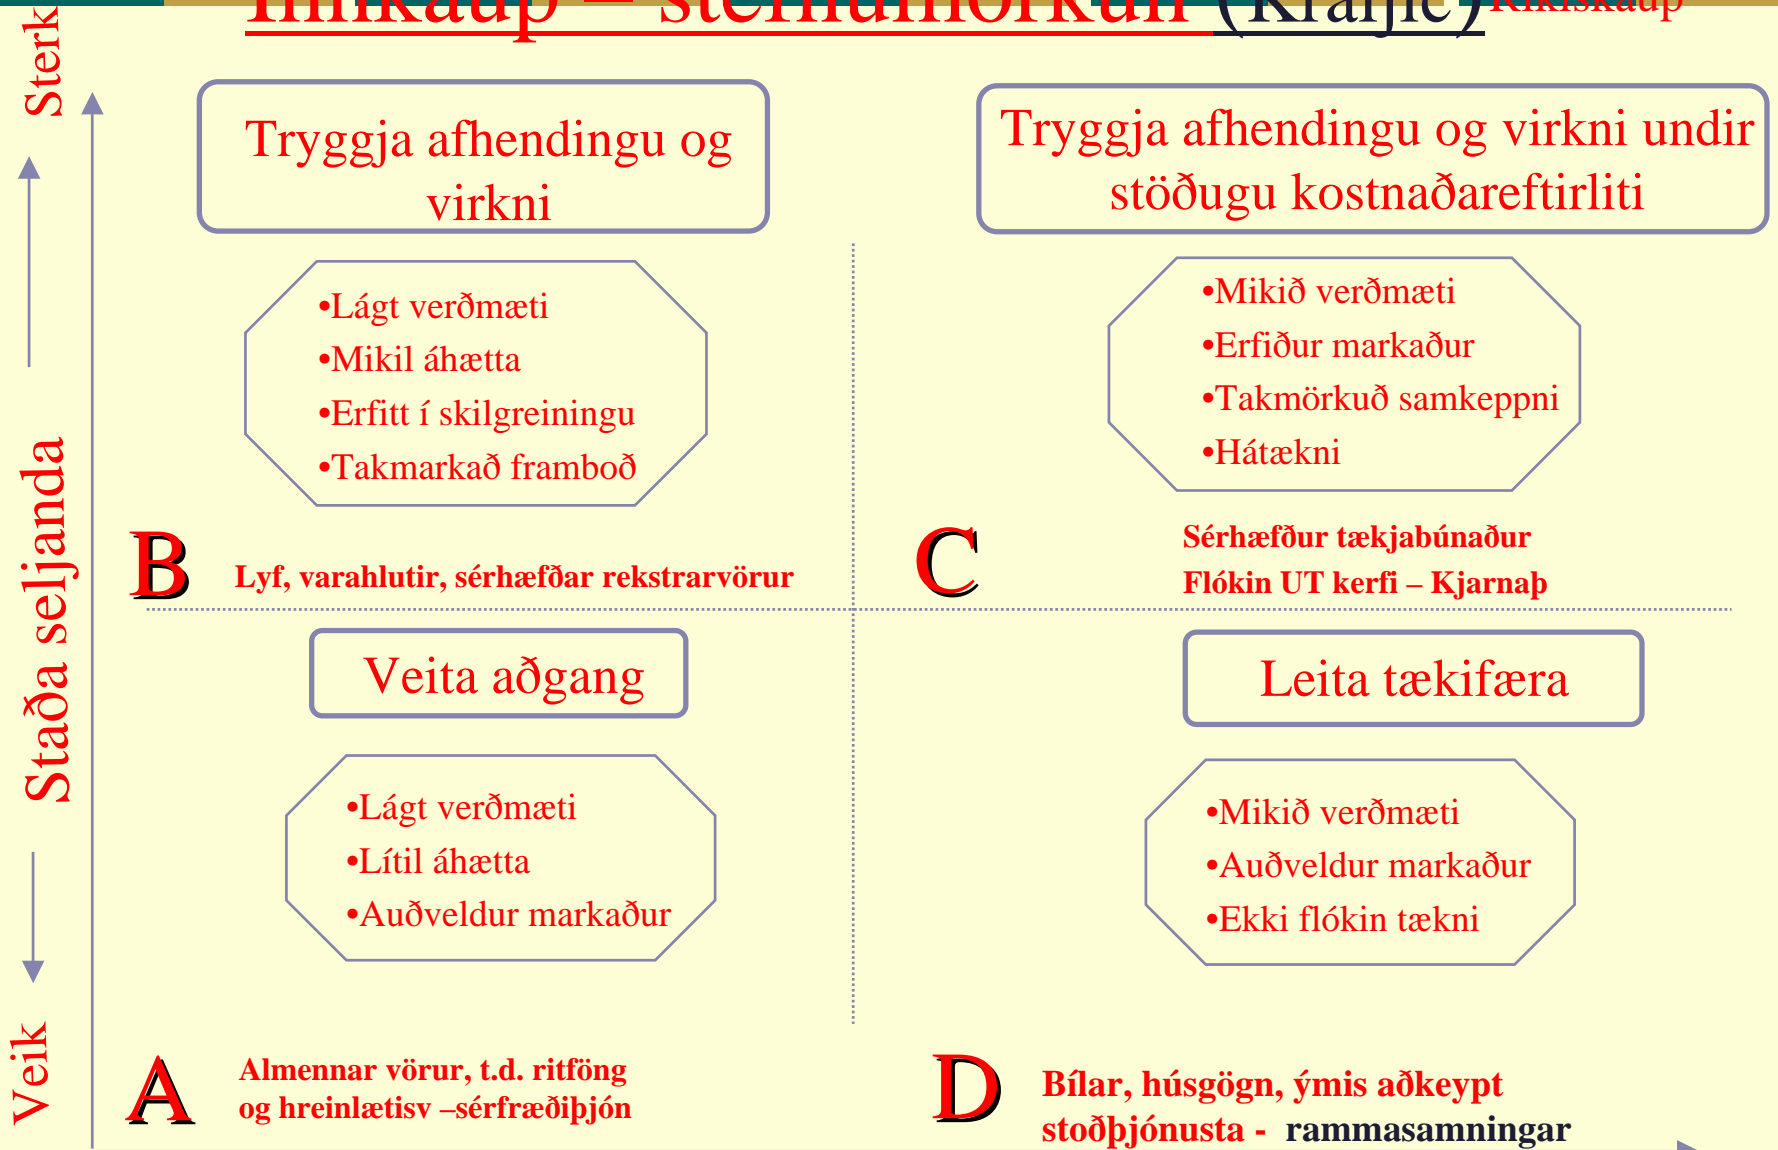 Innkaup – stefnumörkun (Kraljic)
Ríkiskaup
Sterk
Staða seljanda
Veik
Tryggja afhendingu og
virkni
•Lágt verðmæti
•Mikil áhætta
•Erfitt í skilgreiningu
•Takmarkað framboð
B
Lyf, varahlutir, sérhæfðar rekstrarvörur
Tryggja afhendingu og virkni undir
stöðugu kostnaðareftirliti
•Mikið verðmæti
•Erfiður markaður
•Takmörkuð samkeppni
•Hátækni
C
Sérhæfður tækjabúnaður
Flókin UT kerfi – Kjarnaþ
Veita aðgang
•Lágt verðmæti
•Lítil áhætta
•Auðveldur markaður
A
Almennar vörur, t.d. ritföng
og hreinlætisv –sérfræðiþjón
Leita tækifæra
•Mikið verðmæti
•Auðveldur markaður
•Ekki flókin tækni
D
Bílar, húsgögn, ýmis aðkeypt
stoðþjónusta - rammasamningar